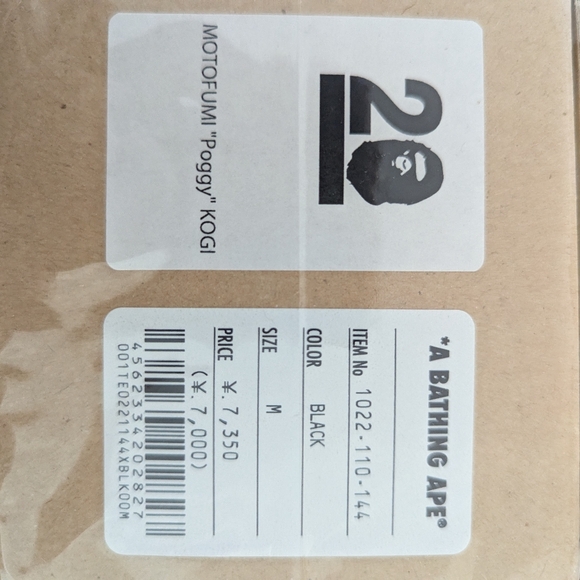 20
MOTOFUMI "Poggy" KOGI
*A BATHING APE®
ITEM No 1022-110-144
COLOR BLACK
SIZE M
PRICE ¥.7,350
(¥.7,000)
4562334202827
001TE0221144XBLK00M